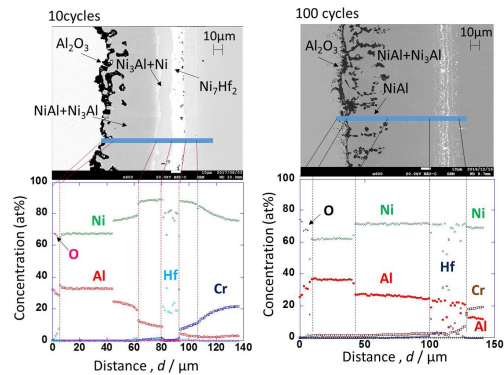 10cycles
10μm
Al₂O₃
Ni₃Al+Ni
Ni₇Hf₂
NiAl+Ni₃Al
100 cycles
10μm
Al₂O₃
NiAl+Ni₃Al
NiAl
100
80
60
40
20
0
Concentration (at%)
Ni
O
Al
Hf
Cr
0 20 40 60 80 100 120 140
Distance , d / μm
100
80
60
40
20
0
Concentration (at%)
O
Ni
Al
Hf
Cr
Al
0 50 100 150
Distance , d / μm